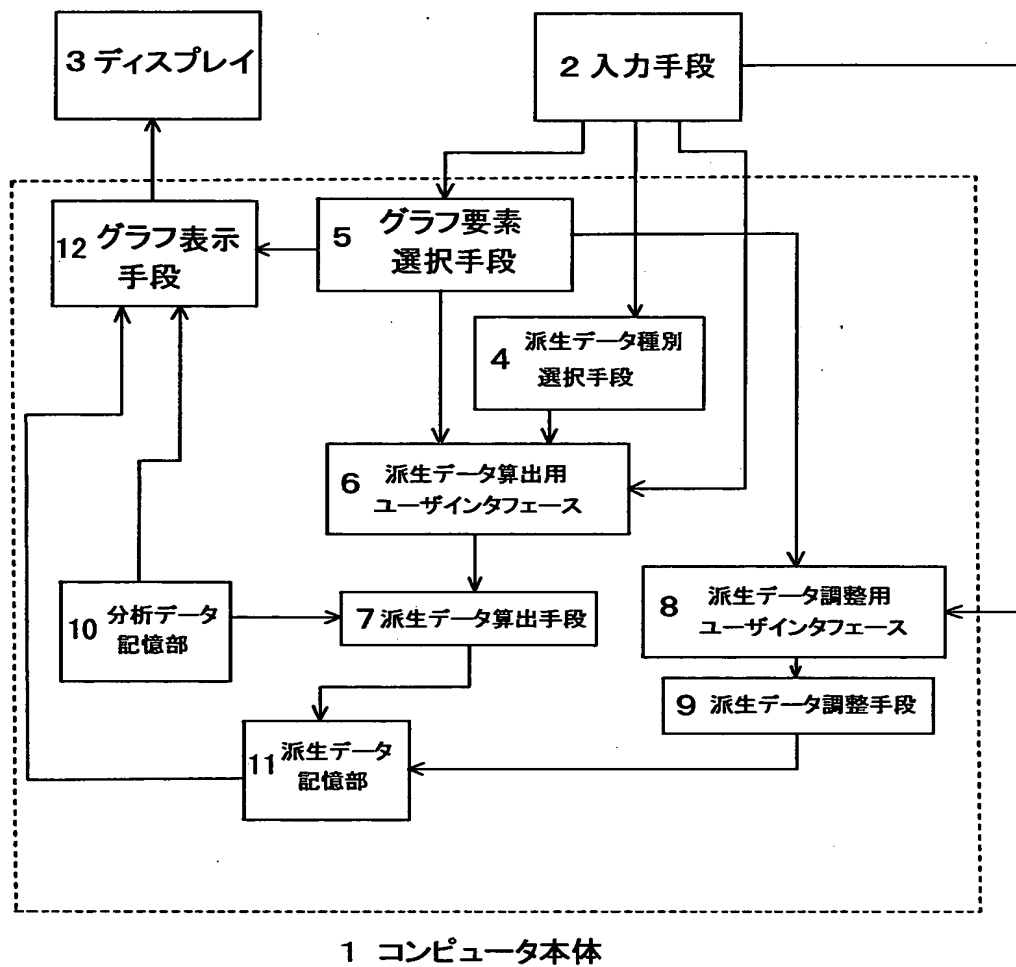 3 ディスプレイ
2 入力手段
12 グラフ表示
手段
5 グラフ要素
選択手段
4 派生データ種別
選択手段
6 派生データ算出用
ユーザインタフェース
10 分析データ
記憶部
7 派生データ算出手段
8 派生データ調整用
ユーザインタフェース
9 派生データ調整手段
11 派生データ
記憶部
1 コンピュータ本体